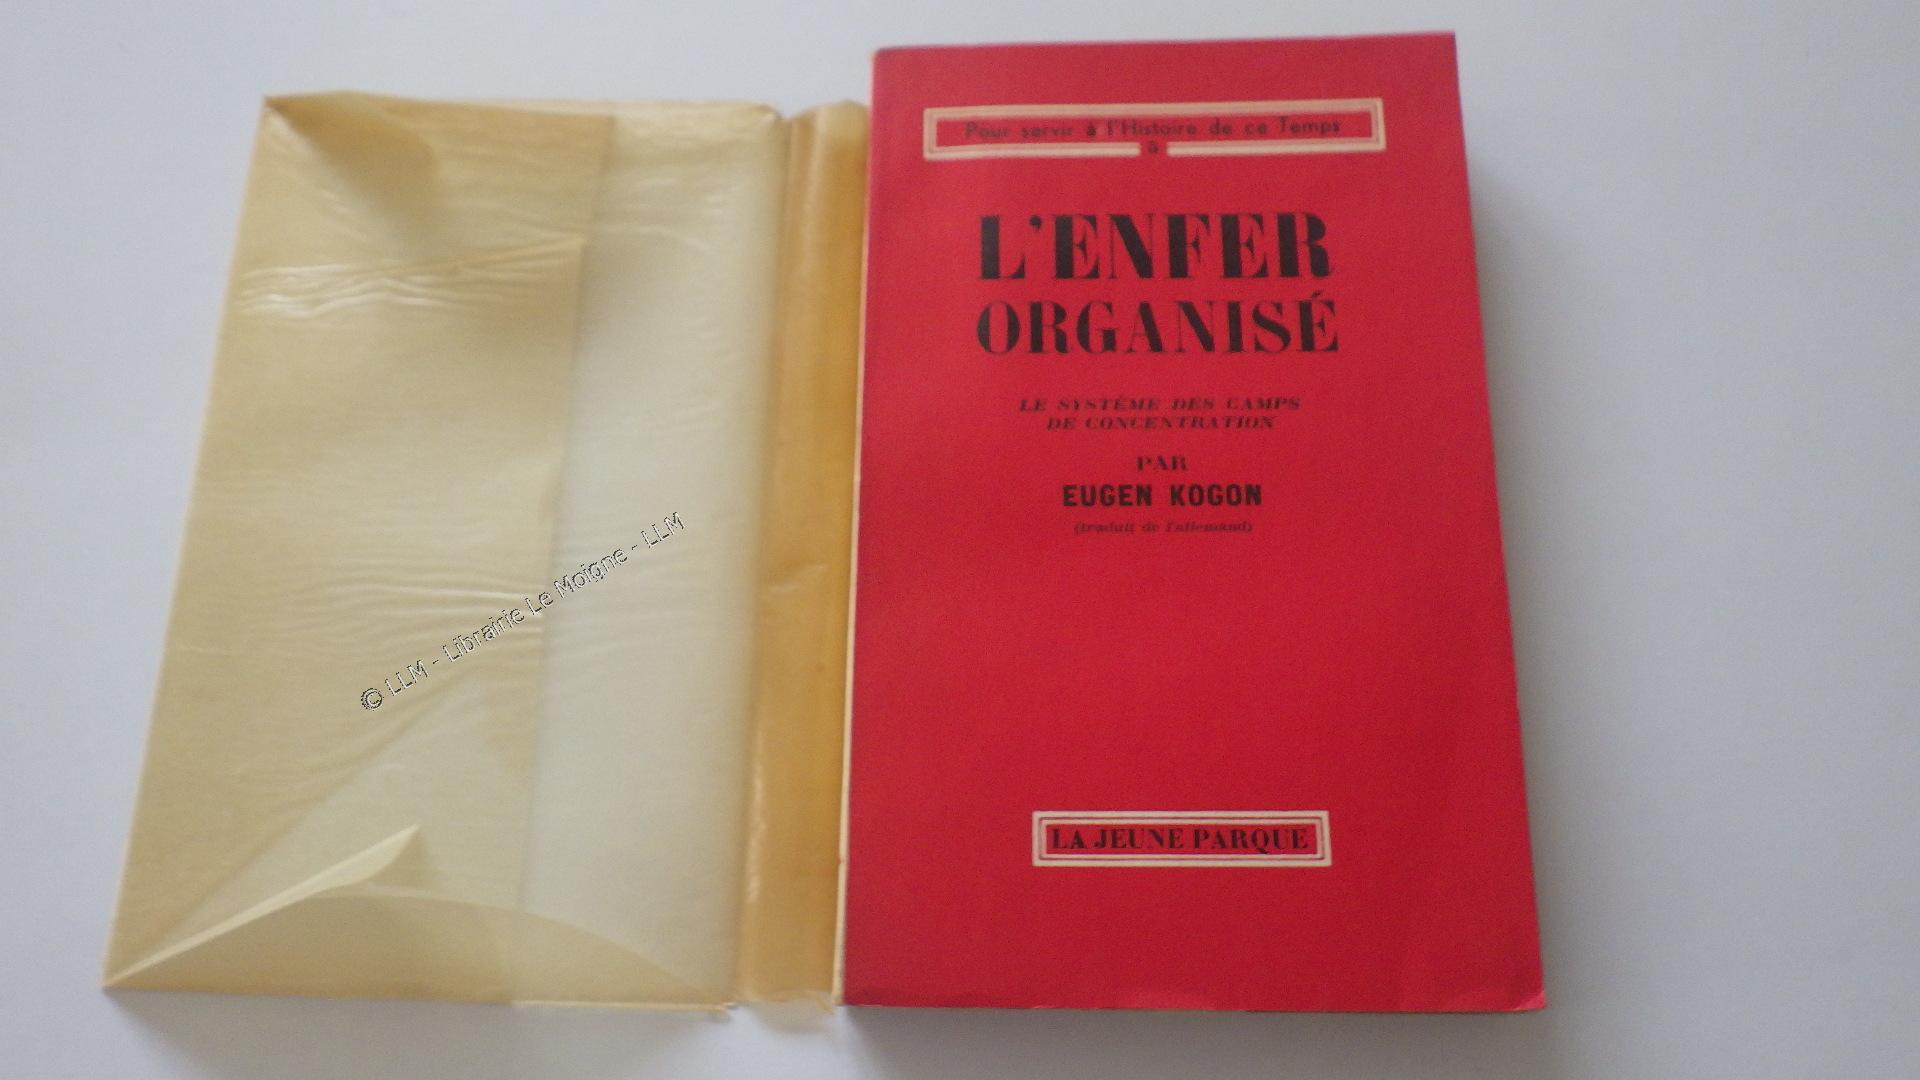 Pour servir à l'Histoire de ce Temps
L'ENFER
ORGANISÉ
LE SYSTÈME DES CAMPS
DE CONCENTRATION
PAR
EUGEN KOGON
(traduit de l'allemand)
LA JEUNE PARQUE
© LLM - Librairie Le Moigne - LLM